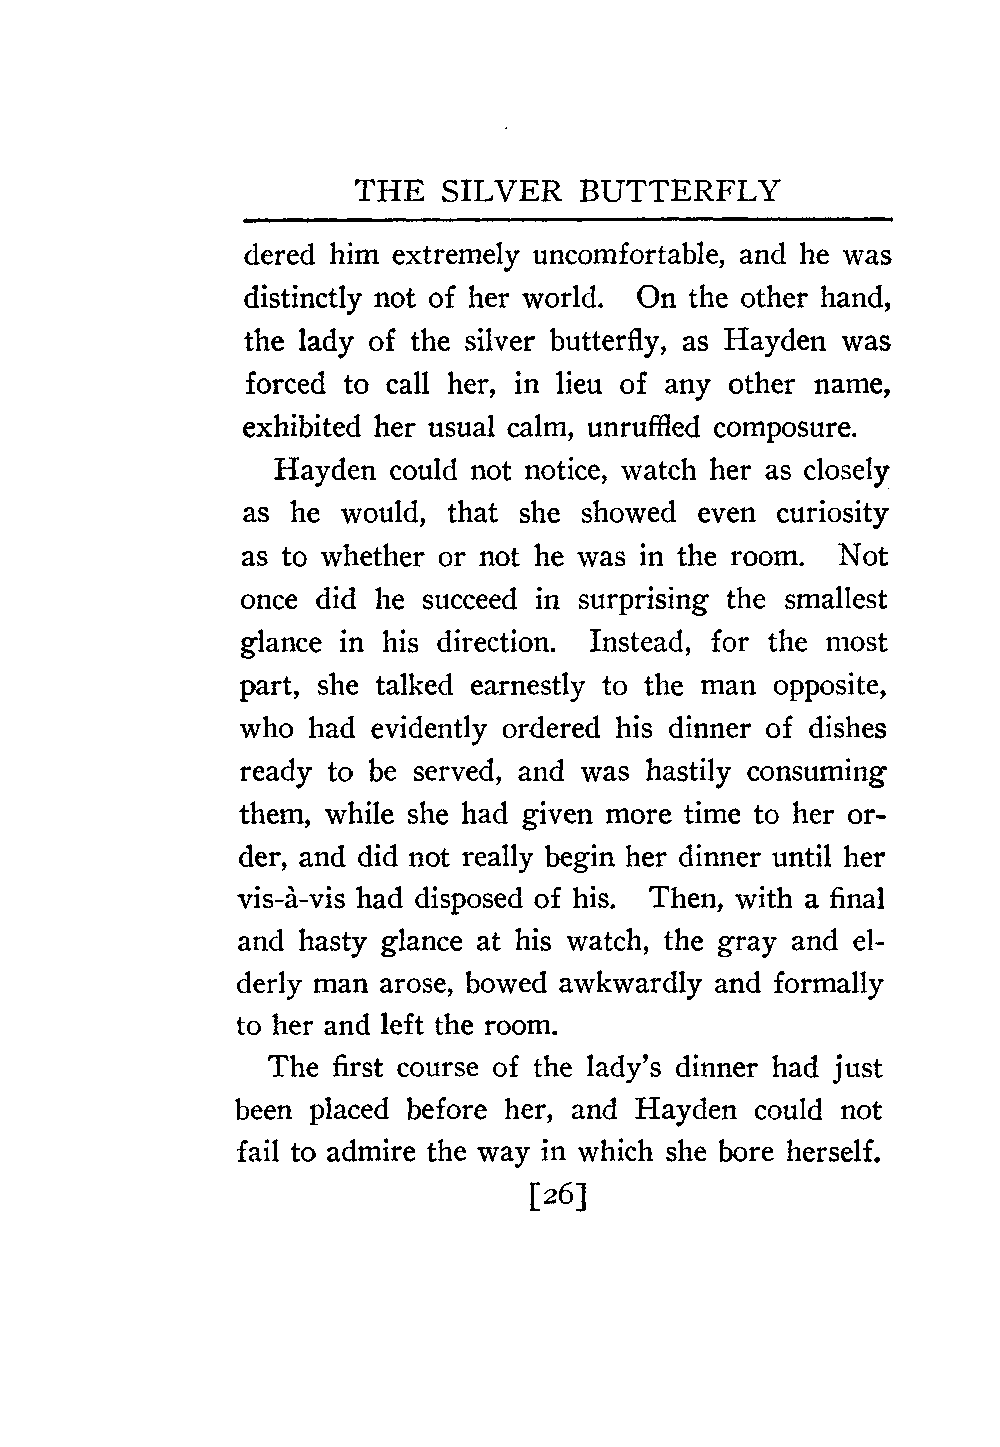 THE SILVER BUTTERFLY
dered him extremely uncomfortable, and he was
distinctly not of her world. On the other hand,
the lady of the silver butterfly, as Hayden was
forced to call her, in lieu of any other name,
exhibited her usual calm, unruffled composure.
Hayden could not notice, watch her as closely
as he would, that she showed even curiosity
as to whether or not he was in the room. Not
once did he succeed in surprising the smallest
glance in his direction. Instead, for the most
part, she talked earnestly to the man opposite,
who had evidently ordered his dinner of dishes
ready to be served, and was hastily consuming
them, while she had given more time to her or-
der, and did not really begin her dinner until her
vis-à-vis had disposed of his. Then, with a final
and hasty glance at his watch, the gray and el-
derly man arose, bowed awkwardly and formally
to her and left the room.
The first course of the lady's dinner had just
been placed before her, and Hayden could not
fail to admire the way in which she bore herself.
[26]